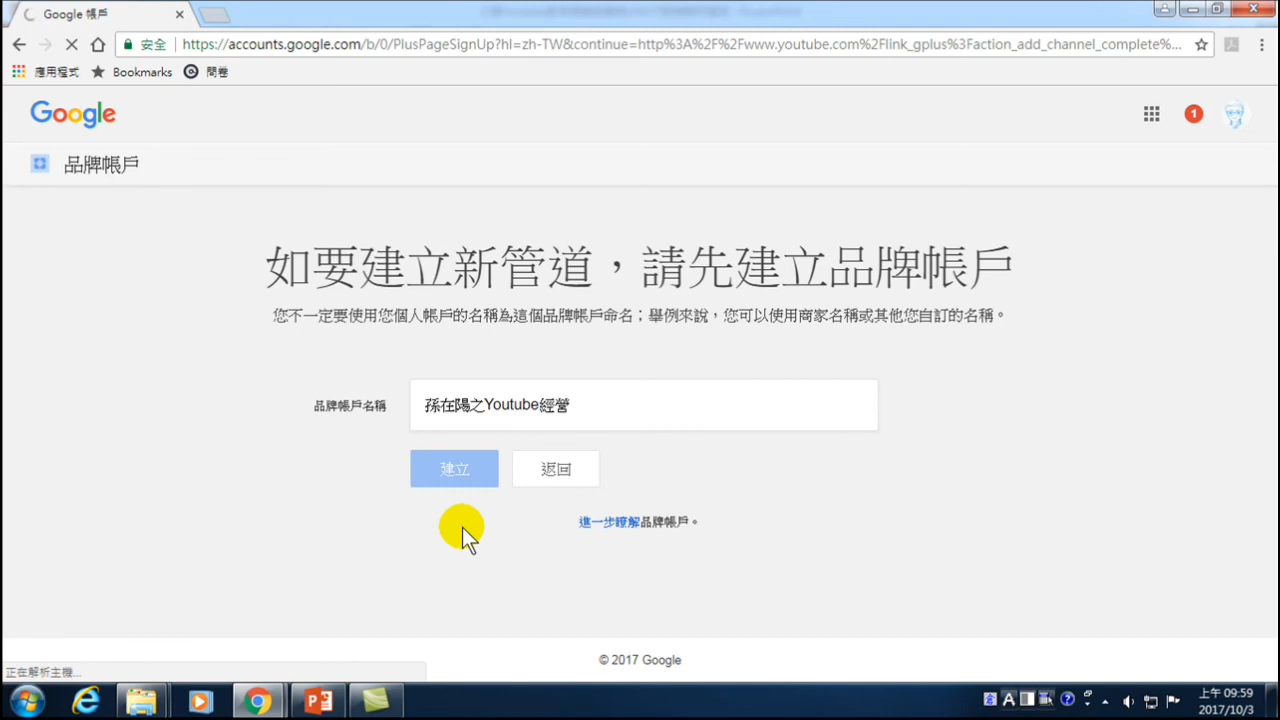 Google 帳戶
安全
https://accounts.google.com/b/0/PlusPageSignUp?hl=zh-TW&continue=http%3A%2F%2Fwww.youtube.com%2Flink_gplus%3Faction_add_channel_complete%...
應用程式
Bookmarks
問卷
Google
1
品牌帳戶
如要建立新管道，請先建立品牌帳戶
您不一定要使用您個人帳戶的名稱為這個品牌帳戶命名；舉例來說，您可以使用商家名稱或其他您自訂的名稱。
品牌帳戶名稱
孫在陽之Youtube經營
建立
返回
進一步瞭解品牌帳戶。
© 2017 Google
正在解析主機...
上午 09:59
2017/10/3